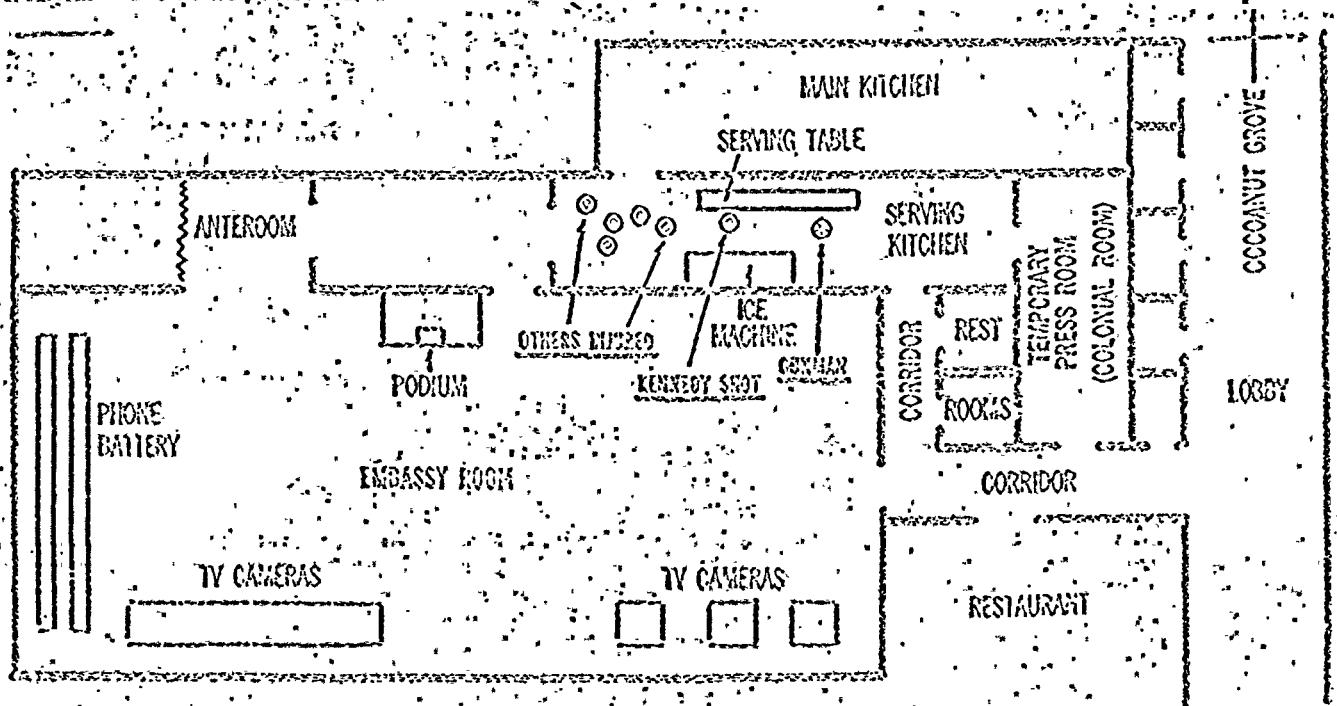 MAIN KITCHEN
SERVING TABLE
ANTEROOM
SERVING
KITCHEN
COCOANUT GROVE
TEMPORARY
PRESS ROOM
(COLONIAL ROOM)
ICE
MACHINE
OTHERS INJURED
KENNEDY SHOT
GUNMAN
PODIUM
CORRIDOR
REST
ROOMS
LOBBY
PHONE
BATTERY
EMBASSY ROOM
CORRIDOR
TV CAMERAS
TV CAMERAS
RESTAURANT